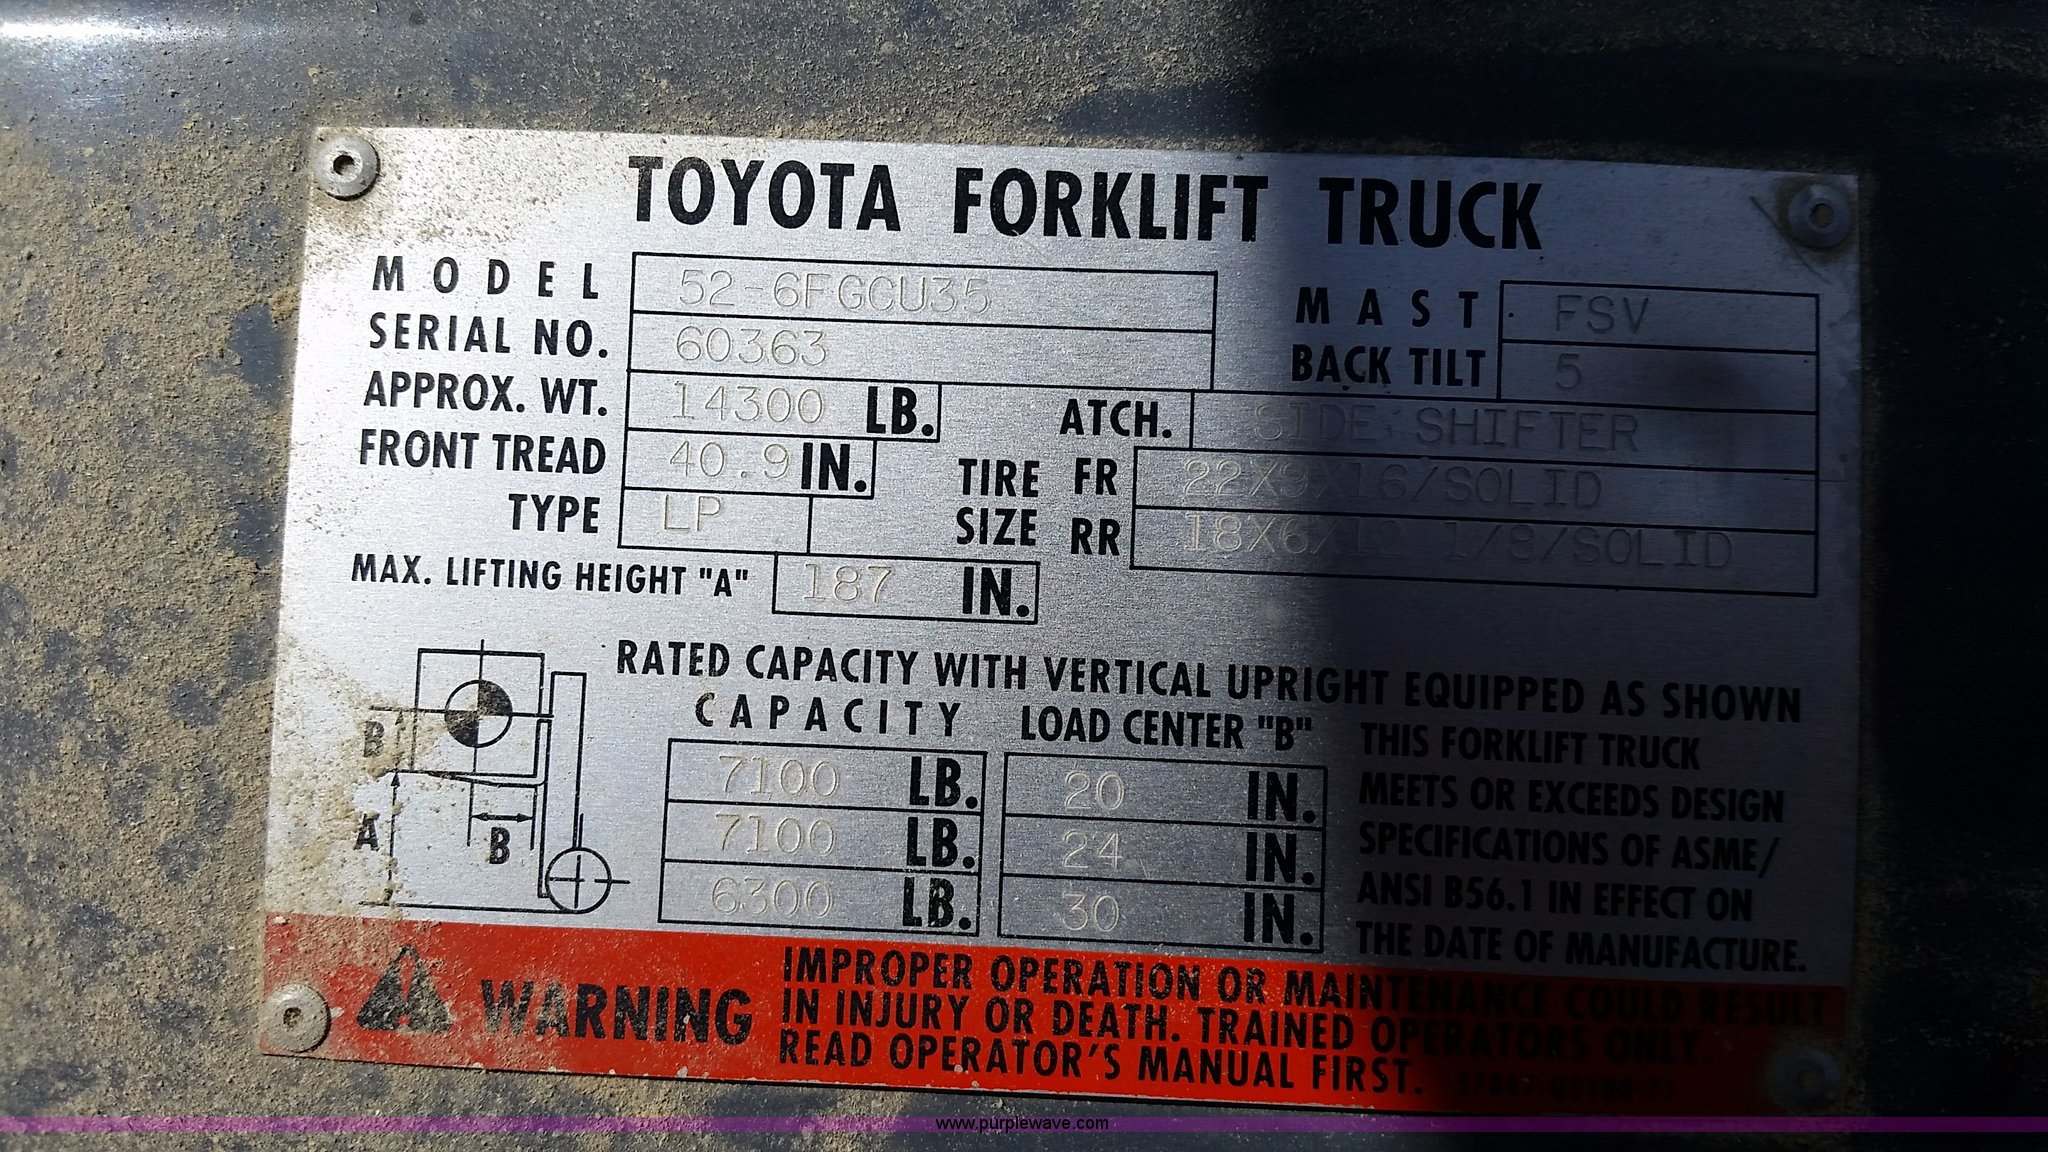 TOYOTA FORKLIFT TRUCK
MODEL 52-6FGCU35
MAST FSV
SERIAL NO. 60363
BACK TILT 5
APPROX. WT. 14300 LB.
ATCH. SIDE SHIFTER
FRONT TREAD 40.9 IN.
TIRE SIZE FR 22X9X16/SOLID
TYPE LP
RR 18X6X12 1/8/SOLID
MAX. LIFTING HEIGHT "A" 187 IN.
RATED CAPACITY WITH VERTICAL UPRIGHT EQUIPPED AS SHOWN
CAPACITY LOAD CENTER "B"
7100 LB. 20 IN.
7100 LB. 24 IN.
6300 LB. 30 IN.
B
A
B
THIS FORKLIFT TRUCK
MEETS OR EXCEEDS DESIGN
SPECIFICATIONS OF ASME/
ANSI B56.1 IN EFFECT ON
THE DATE OF MANUFACTURE.
WARNING
IMPROPER OPERATION OR MAINTENANCE COULD RESULT
IN INJURY OR DEATH. TRAINED OPERATORS ONLY.
READ OPERATOR'S MANUAL FIRST.
www.purplewave.com